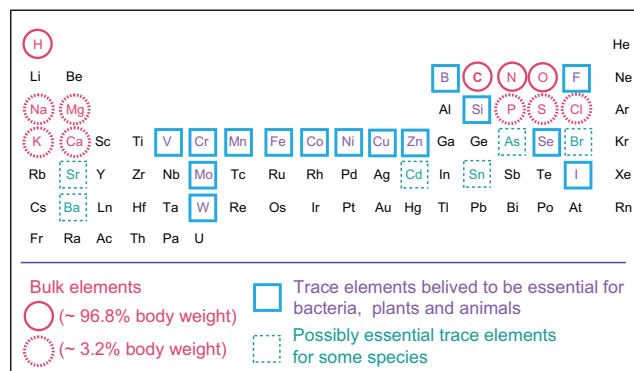 H He
Li Be B C N O F Ne
Na Mg Al Si P S Cl Ar
K Ca Sc Ti V Cr Mn Fe Co Ni Cu Zn Ga Ge As Se Br Kr
Rb Sr Y Zr Nb Mo Tc Ru Rh Pd Ag Cd In Sn Sb Te I Xe
Cs Ba Ln Hf Ta W Re Os Ir Pt Au Hg Tl Pb Bi Po At Rn
Fr Ra Ac Th Pa U
Bulk elements
(~ 96.8% body weight)
(~ 3.2% body weight)
Trace elements belived to be essential for
bacteria, plants and animals
Possibly essential trace elements
for some species